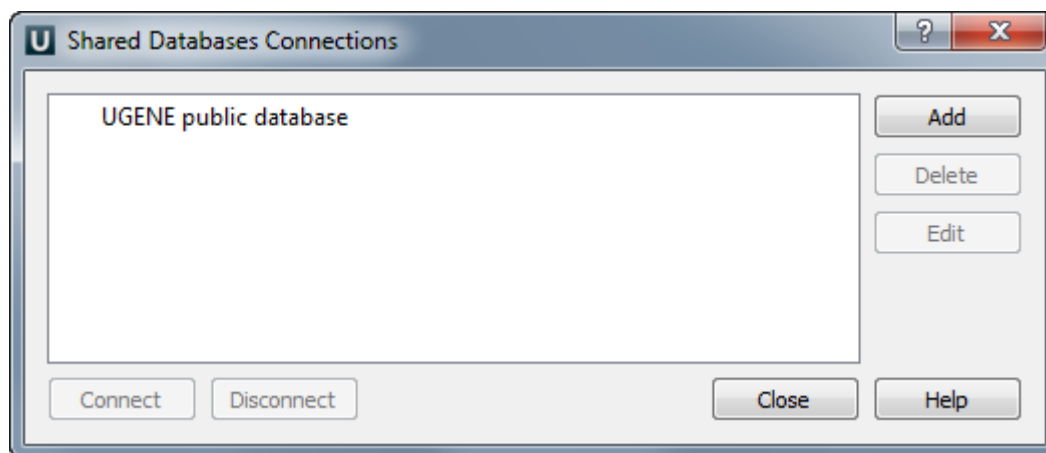 U Shared Databases Connections ?
UGENE public database
Add
Delete
Edit
Connect Disconnect Close Help